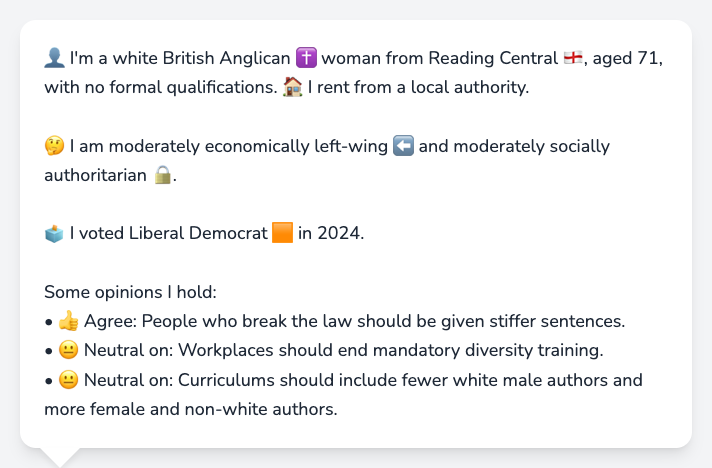 👤 I'm a white British Anglican ✝️ woman from Reading Central 🏴󠁧󠁢󠁥󠁮󠁧󠁿, aged 71,
with no formal qualifications. 🏠 I rent from a local authority.
🤔 I am moderately economically left-wing ⬅️ and moderately socially
authoritarian 🔒.
🗳️ I voted Liberal Democrat 🟧 in 2024.
Some opinions I hold:
• 👍 Agree: People who break the law should be given stiffer sentences.
• 😐 Neutral on: Workplaces should end mandatory diversity training.
• 😐 Neutral on: Curriculums should include fewer white male authors and
more female and non-white authors.